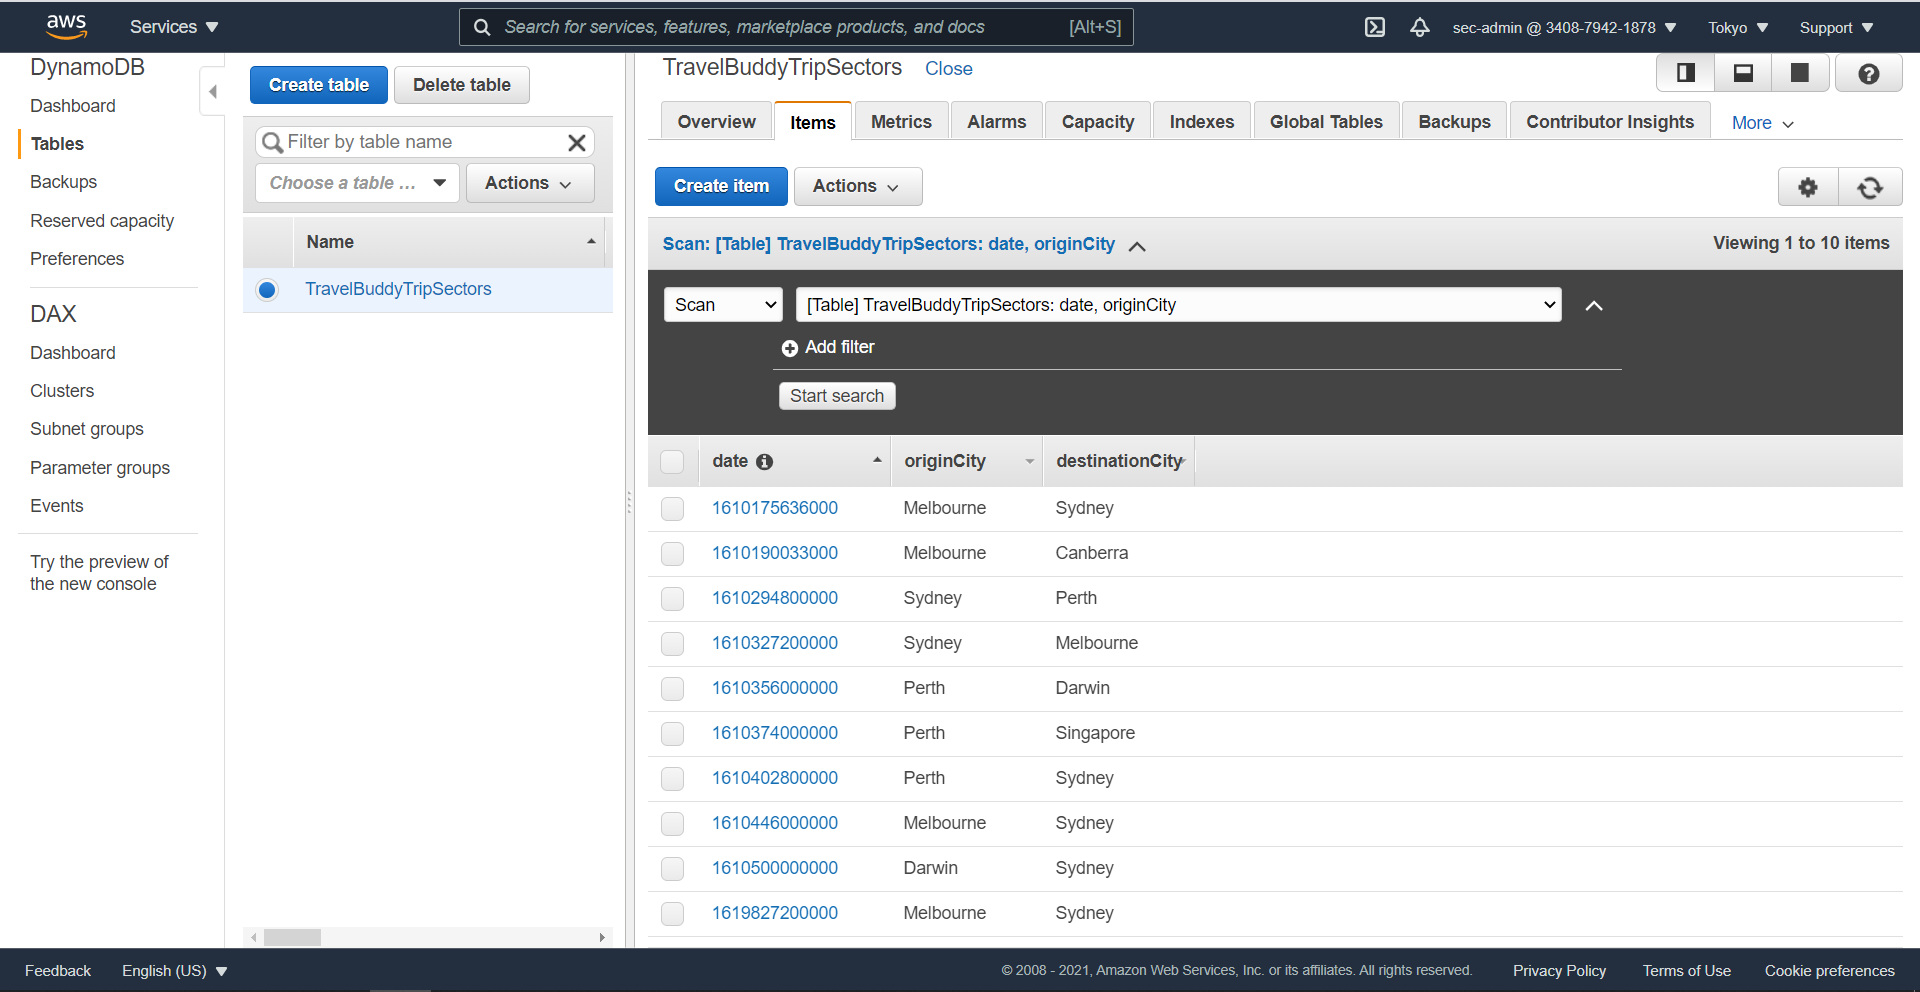 aws
Services
Search for services, features, marketplace products, and docs [Alt+S]
sec-admin @ 3408-7942-1878
Tokyo
Support
DynamoDB
Dashboard
Tables
Backups
Reserved capacity
Preferences
DAX
Dashboard
Clusters
Subnet groups
Parameter groups
Events
Try the preview of
the new console
Create table
Delete table
Filter by table name
Choose a table ...
Actions
Name
TravelBuddyTripSectors
TravelBuddyTripSectors Close
Overview
Items
Metrics
Alarms
Capacity
Indexes
Global Tables
Backups
Contributor Insights
More
Create item
Actions
Scan: [Table] TravelBuddyTripSectors: date, originCity
Viewing 1 to 10 items
Scan
[Table] TravelBuddyTripSectors: date, originCity
Add filter
Start search
date originCity destinationCity
1610175636000 Melbourne Sydney
1610190033000 Melbourne Canberra
1610294800000 Sydney Perth
1610327200000 Sydney Melbourne
1610356000000 Perth Darwin
1610374000000 Perth Singapore
1610402800000 Perth Sydney
1610446000000 Melbourne Sydney
1610500000000 Darwin Sydney
1619827200000 Melbourne Sydney
Feedback
English (US)
© 2008 - 2021, Amazon Web Services, Inc. or its affiliates. All rights reserved.
Privacy Policy
Terms of Use
Cookie preferences